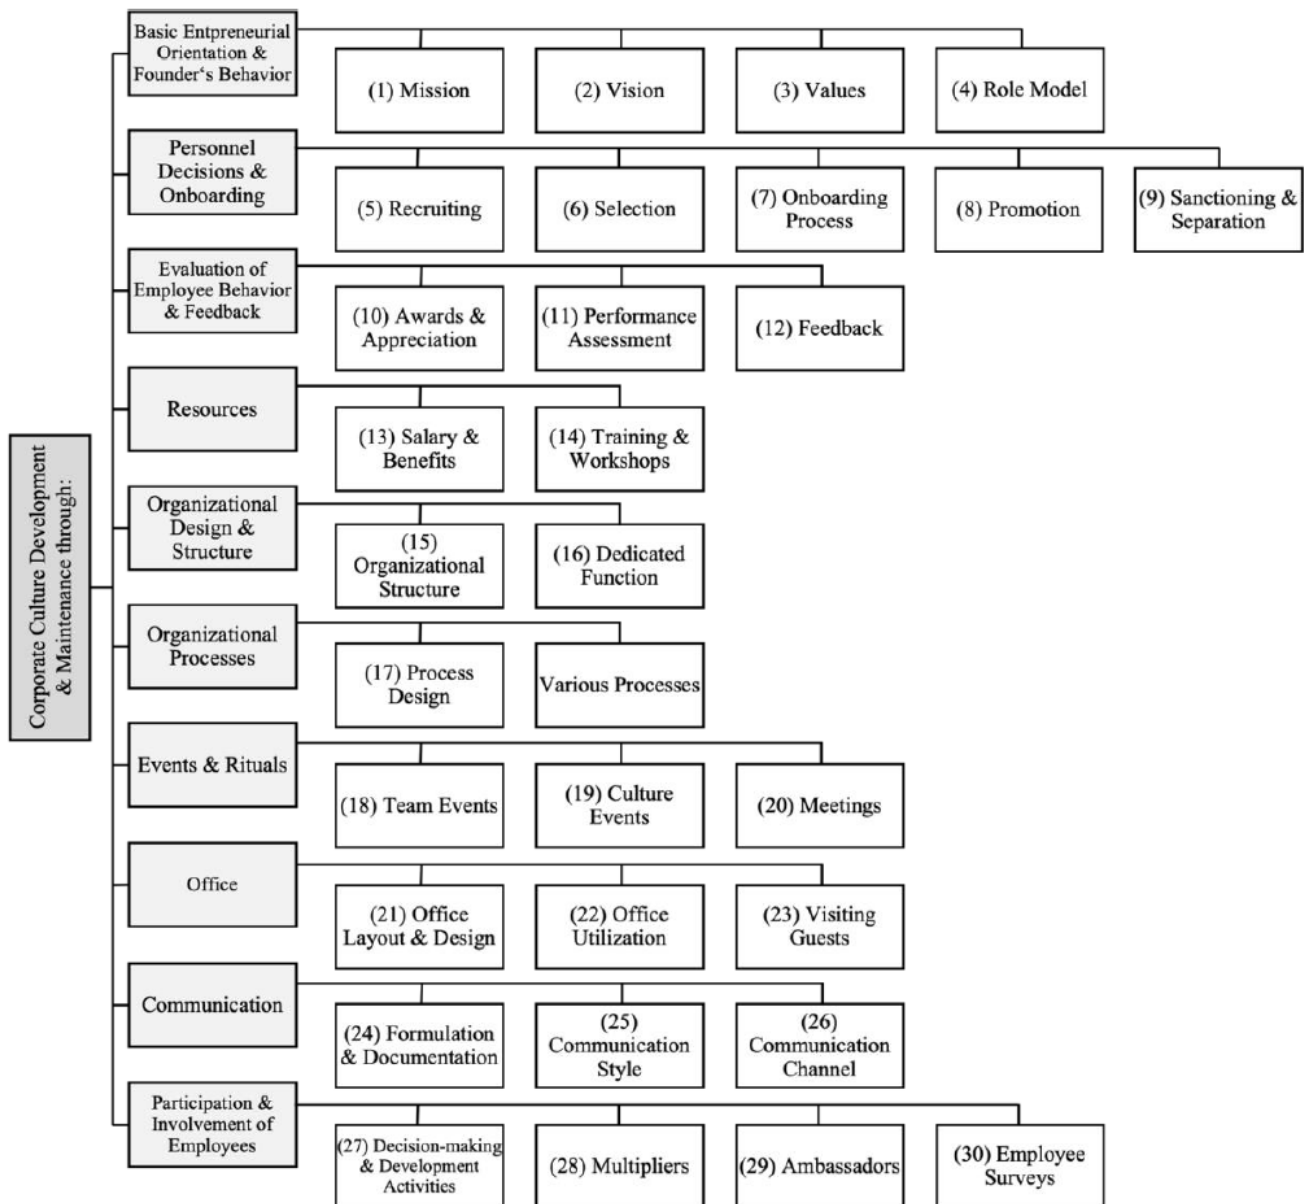 Corporate Culture Development
& Maintenance through:
Basic Entpreneurial
Orientation &
Founder‘s Behavior
(1) Mission
(2) Vision
(3) Values
(4) Role Model
Personnel
Decisions &
Onboarding
(5) Recruiting
(6) Selection
(7) Onboarding
Process
(8) Promotion
(9) Sanctioning &
Separation
Evaluation of
Employee Behavior
& Feedback
(10) Awards &
Appreciation
(11) Performance
Assessment
(12) Feedback
Resources
(13) Salary &
Benefits
(14) Training &
Workshops
Organizational
Design &
Structure
(15)
Organizational
Structure
(16) Dedicated
Function
Organizational
Processes
(17) Process
Design
Various Processes
Events & Rituals
(18) Team Events
(19) Culture
Events
(20) Meetings
Office
(21) Office
Layout & Design
(22) Office
Utilization
(23) Visiting
Guests
Communication
(24) Formulation
& Documentation
(25)
Communication
Style
(26)
Communication
Channel
Participation &
Involvement of
Employees
(27) Decision-making
& Development
Activities
(28) Multipliers
(29) Ambassadors
(30) Employee
Surveys